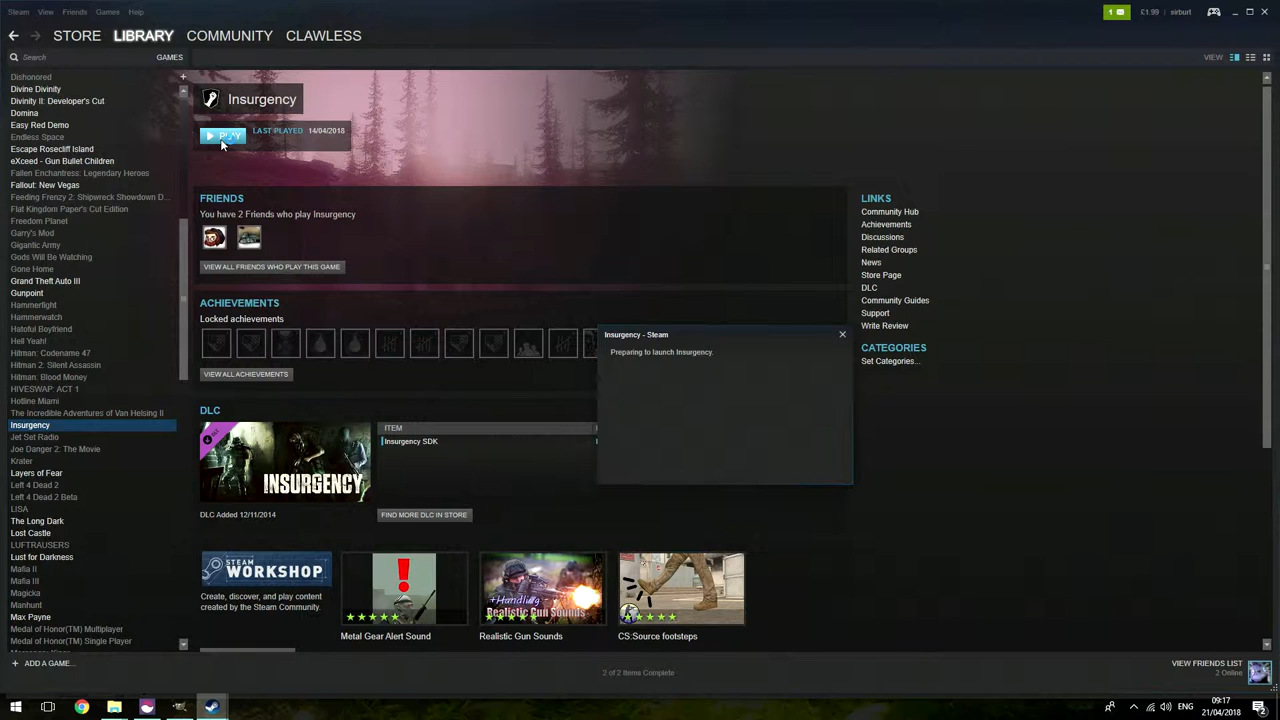 Steam View Friends Games Help
1 £1.99 sirburt
STORE LIBRARY COMMUNITY CLAWLESS
Search GAMES VIEW
Dishonored
Divine Divinity
Divinity II: Developer's Cut
Domina
Easy Red Demo
Endless Space
Escape Rosecliff Island
eXceed - Gun Bullet Children
Fallen Enchantress: Legendary Heroes
Fallout: New Vegas
Feeding Frenzy 2: Shipwreck Showdown D...
Flat Kingdom Paper's Cut Edition
Freedom Planet
Garry's Mod
Gigantic Army
Gods Will Be Watching
Gone Home
Grand Theft Auto III
Gunpoint
Hammerfight
Hammerwatch
Hatoful Boyfriend
Hell Yeah!
Hitman: Codename 47
Hitman 2: Silent Assassin
Hitman: Blood Money
HIVESWAP: ACT 1
Hotline Miami
The Incredible Adventures of Van Helsing II
Insurgency
Jet Set Radio
Joe Danger 2: The Movie
Krater
Layers of Fear
Left 4 Dead 2
Left 4 Dead 2 Beta
LISA
The Long Dark
Lost Castle
LUFTRAUSERS
Lust for Darkness
Mafia II
Mafia III
Magicka
Manhunt
Max Payne
Medal of Honor(TM) Multiplayer
Medal of Honor(TM) Single Player
+ ADD A GAME...
Insurgency
PLAY LAST PLAYED 14/04/2018
FRIENDS
You have 2 Friends who play Insurgency
VIEW ALL FRIENDS WHO PLAY THIS GAME
ACHIEVEMENTS
Locked achievements
VIEW ALL ACHIEVEMENTS
DLC
INSURGENCY
DLC Added 12/11/2014
ITEM
Insurgency SDK
FIND MORE DLC IN STORE
STEAM WORKSHOP
Create, discover, and play content
created by the Steam Community.
Metal Gear Alert Sound
+Handling
Realistic Gun Sounds
Realistic Gun Sounds
CS:Source footsteps
Insurgency - Steam
Preparing to launch Insurgency.
LINKS
Community Hub
Achievements
Discussions
Related Groups
News
Store Page
DLC
Community Guides
Support
Write Review
CATEGORIES
Set Categories...
2 of 2 Items Complete
VIEW FRIENDS LIST
2 Online
ENG
09:17
21/04/2018
2